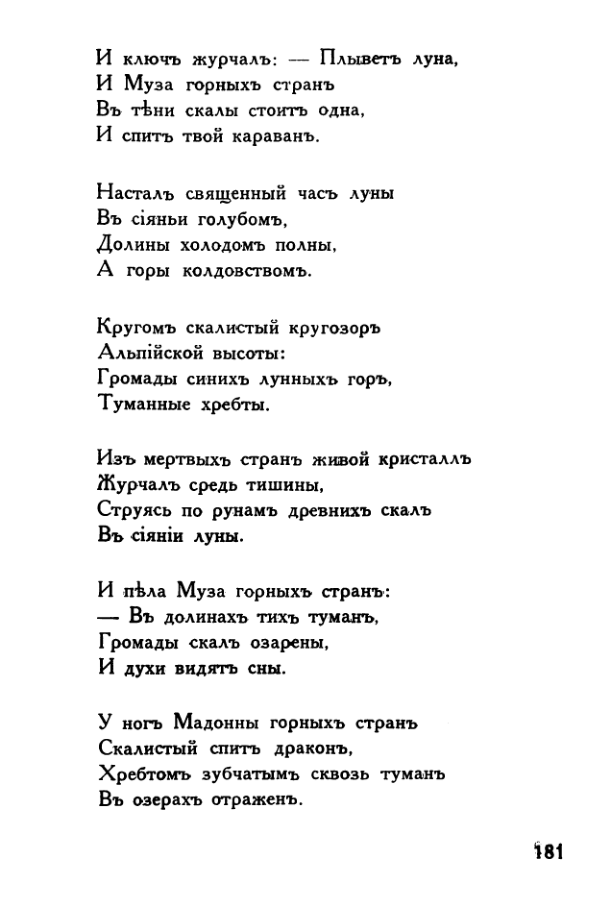 И ключъ журчалъ: — Плыветъ луна,
И Муза горныхъ странъ
Въ тѣни скалы стоитъ одна,
И спитъ твой караванъ.
Насталъ священный часъ луны
Въ сіяньи голубомъ,
Долины холодомъ полны,
А горы колдовствомъ.
Кругомъ скалистый кругозоръ
Альпійской высоты:
Громады синихъ лунныхъ горъ,
Туманные хребты.
Изъ мертвыхъ странъ живой кристаллъ
Журчалъ средь тишины,
Струясь по рунамъ древнихъ скалъ
Въ сіяніи луны.
И пѣла Муза горныхъ странъ:
— Въ долинахъ тихъ туманъ,
Громады скалъ озарены,
И духи видятъ сны.
У ногъ Мадонны горныхъ странъ
Скалистый спитъ драконъ,
Хребтомъ зубчатымъ сквозь туманъ
Въ озерахъ отраженъ.
181